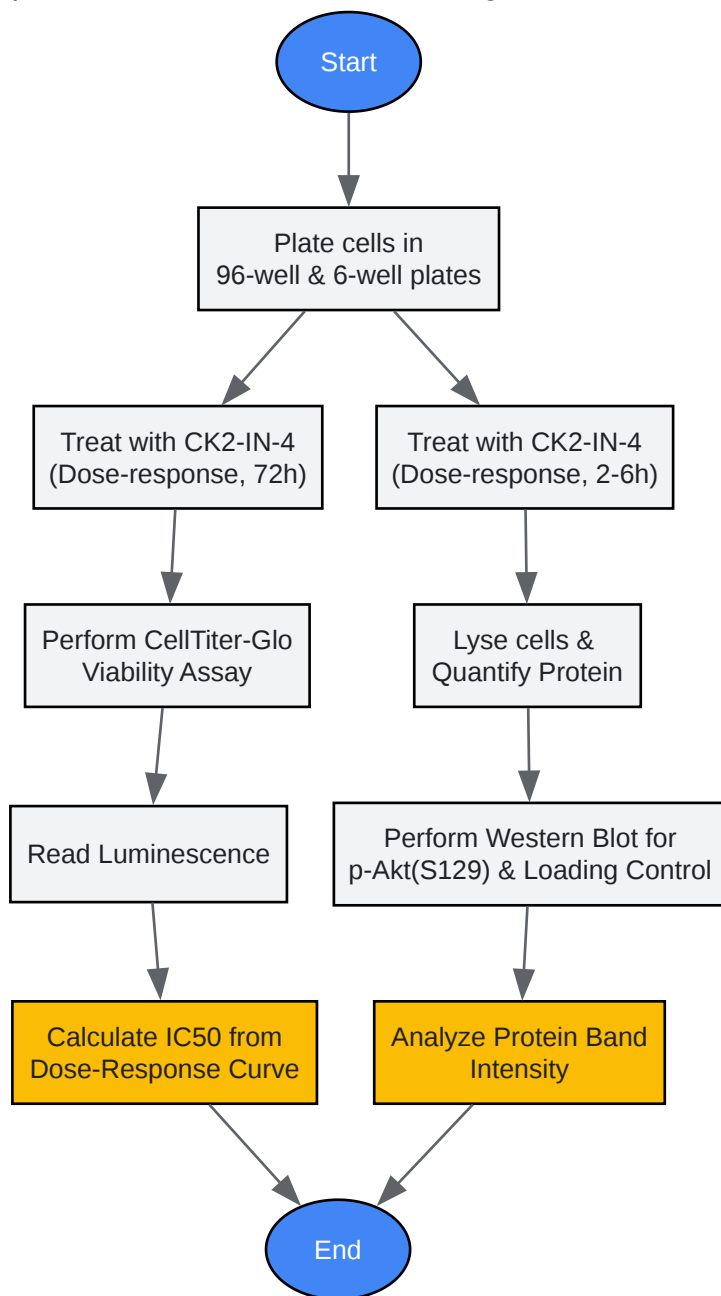 Start
Plate cells in
96-well & 6-well plates
Treat with CK2-IN-4
(Dose-response, 72h)
Treat with CK2-IN-4
(Dose-response, 2-6h)
Perform CellTiter-Glo
Viability Assay
Lyse cells &
Quantify Protein
Read Luminescence
Perform Western Blot for
p-Akt(S129) & Loading Control
Calculate IC50 from
Dose-Response Curve
Analyze Protein Band
Intensity
End